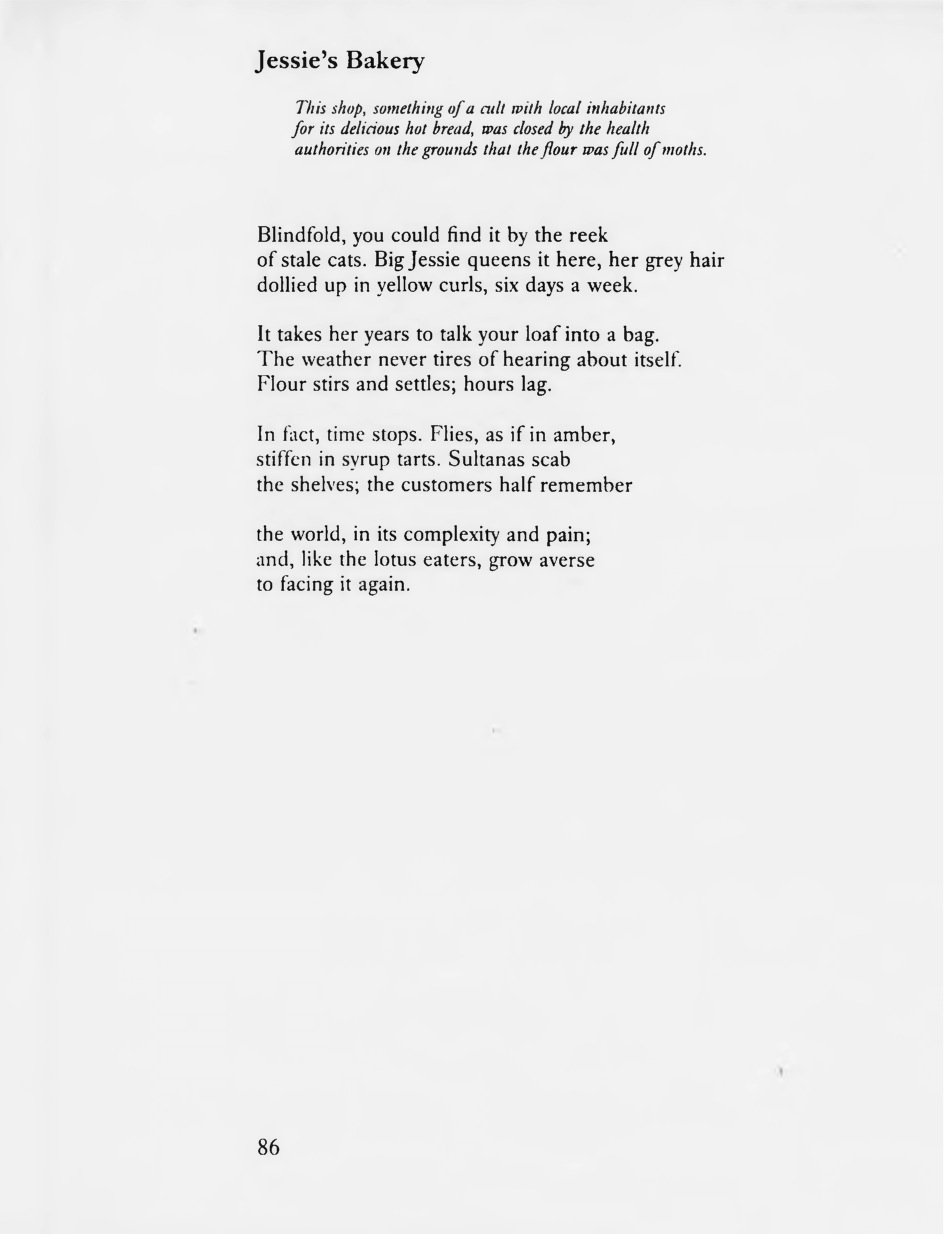 Jessie's Bakery
This shop, something of a cult with local inhabitants
for its delicious hot bread, was closed by the health
authorities on the grounds that the flour was full of moths.
Blindfold, you could find it by the reek
of stale cats. Big Jessie queens it here, her grey hair
dollied up in yellow curls, six days a week.
It takes her years to talk your loaf into a bag.
The weather never tires of hearing about itself.
Flour stirs and settles; hours lag.
In fact, time stops. Flies, as if in amber,
stiffen in syrup tarts. Sultanas scab
the shelves; the customers half remember
the world, in its complexity and pain;
and, like the lotus eaters, grow averse
to facing it again.
86